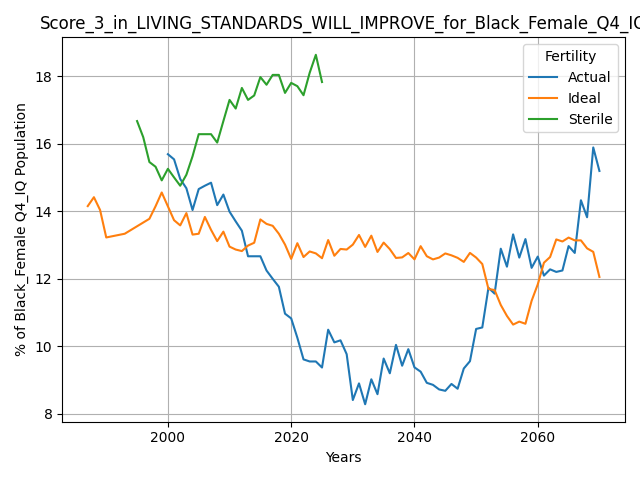 Score_3_in_LIVING_STANDARDS_WILL_IMPROVE_for_Black_Female_Q4_IQ
Fertility
Actual
Ideal
Sterile
% of Black_Female Q4_IQ Population
18
16
14
12
10
8
2000
2020
2040
2060
Years